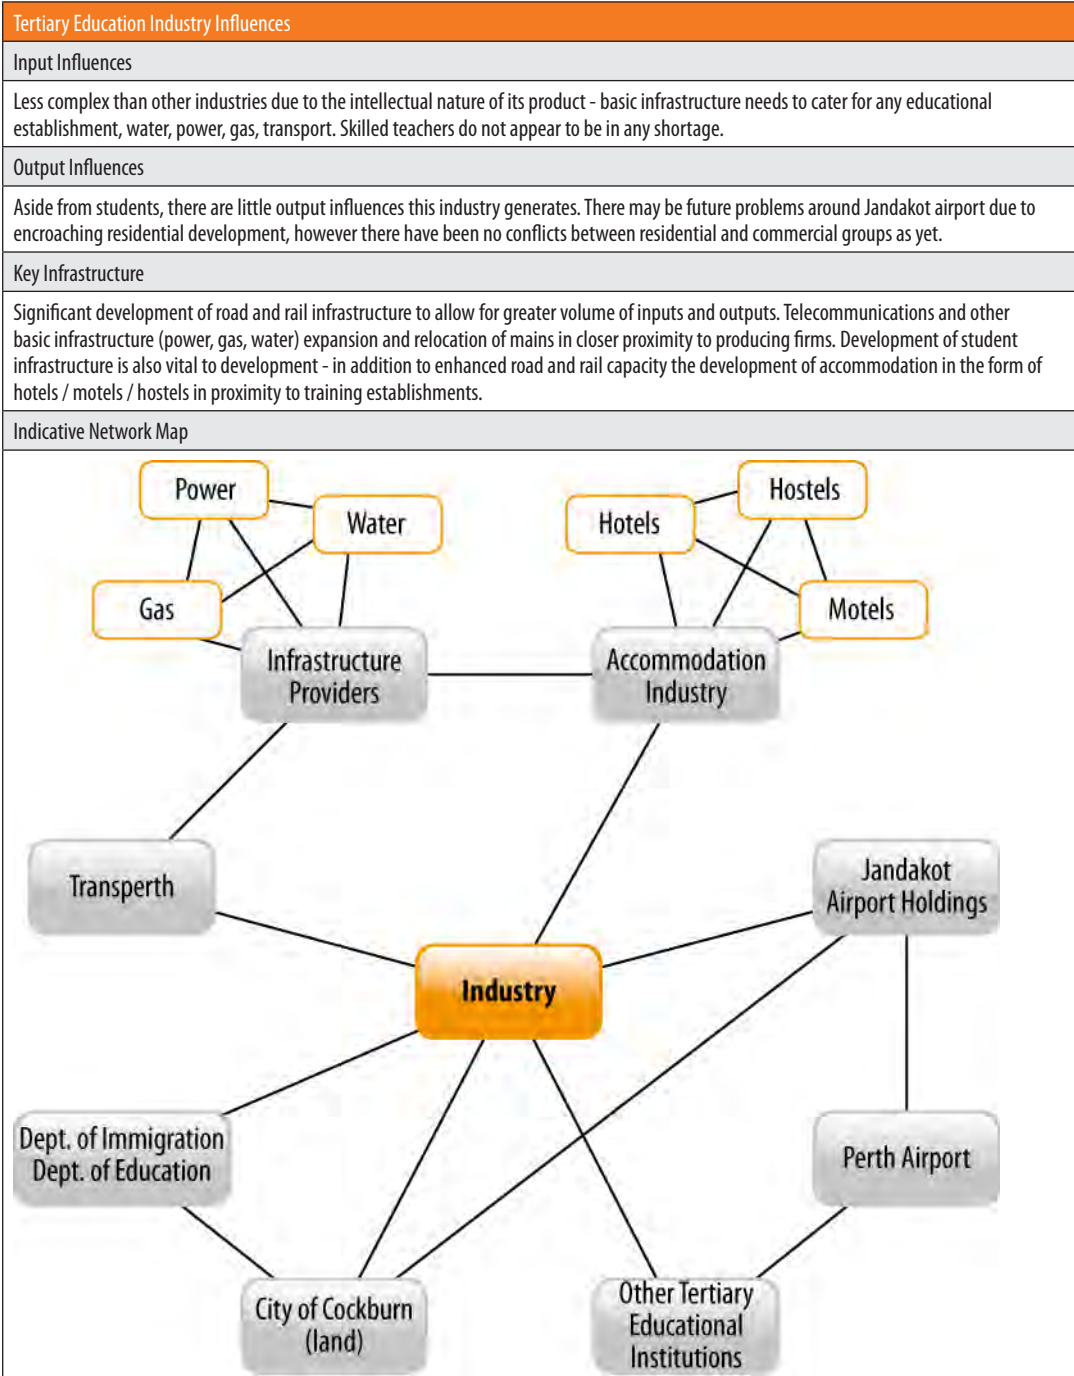 Tertiary Education Industry Influences
Input Influences
Less complex than other industries due to the intellectual nature of its product - basic infrastructure needs to cater for any educational
establishment, water, power, gas, transport. Skilled teachers do not appear to be in any shortage.
Output Influences
Aside from students, there are little output influences this industry generates. There may be future problems around Jandakot airport due to
encroaching residential development, however there have been no conflicts between residential and commercial groups as yet.
Key Infrastructure
Significant development of road and rail infrastructure to allow for greater volume of inputs and outputs. Telecommunications and other
basic infrastructure (power, gas, water) expansion and relocation of mains in closer proximity to producing firms. Development of student
infrastructure is also vital to development - in addition to enhanced road and rail capacity the development of accommodation in the form of
hotels / motels / hostels in proximity to training establishments.
Indicative Network Map
Power
Water
Gas
Hostels
Hotels
Motels
Infrastructure
Providers
Accommodation
Industry
Transperth
Jandakot
Airport Holdings
Industry
Dept. of Immigration
Dept. of Education
Perth Airport
City of Cockburn
(land)
Other Tertiary
Educational
Institutions